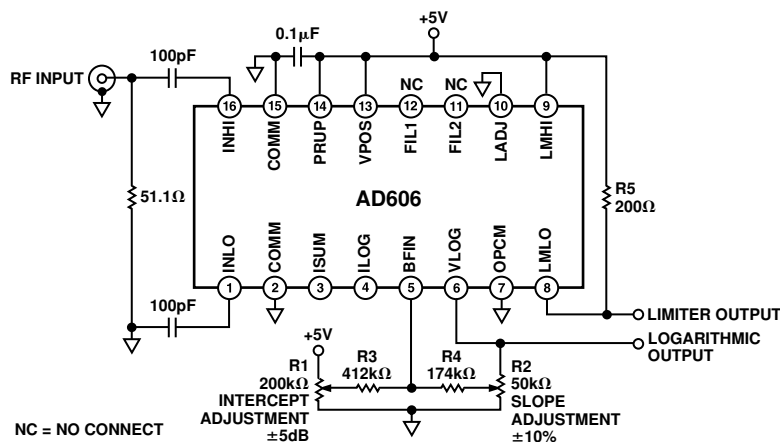 +5V
0.1μF
100pF
RF INPUT
NC
NC
16
15
14
13
12
11
10
9
INHI
COMM
PRUP
VPOS
FIL1
FIL2
LADJ
LMHI
51.1Ω
AD606
R5
200Ω
INLO
COMM
ISUM
ILOG
BFIN
VLOG
OPCM
LMLO
1
2
3
4
5
6
7
8
100pF
LIMITER OUTPUT
LOGARITHMIC
OUTPUT
+5V
R1
200kΩ
INTERCEPT
ADJUSTMENT
±5dB
R3
412kΩ
R4
174kΩ
R2
50kΩ
SLOPE
ADJUSTMENT
±10%
NC = NO CONNECT